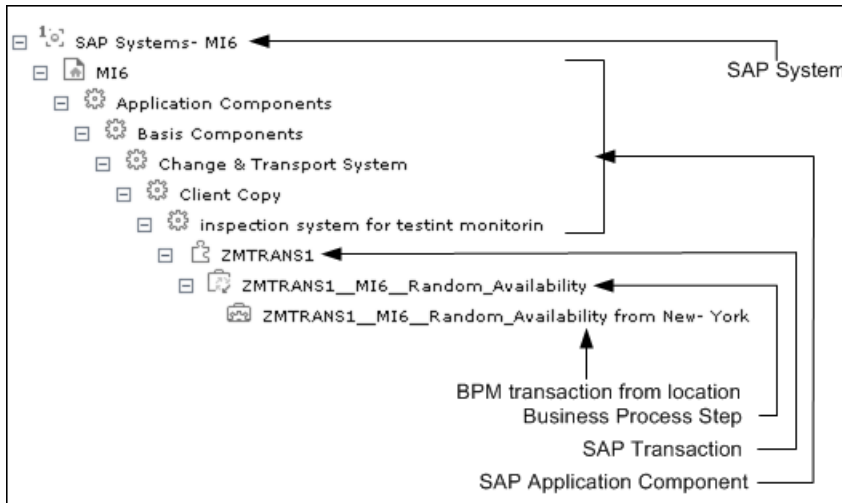 1 SAP Systems- MI6
SAP System
MI6
Application Components
Basis Components
Change & Transport System
Client Copy
inspection system for testint monitorin
ZMTRANS1
ZMTRANS1__MI6__Random_Availability
ZMTRANS1__MI6__Random_Availability from New- York
BPM transaction from location
Business Process Step
SAP Transaction
SAP Application Component